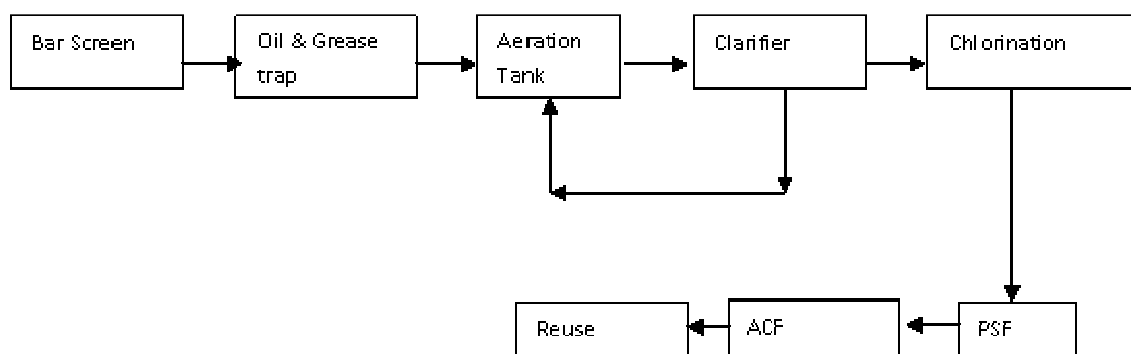 Bar Screen
Oil & Grease
trap
Aeration
Tank
Clarifier
Chlorination
Reuse
ACF
PSF